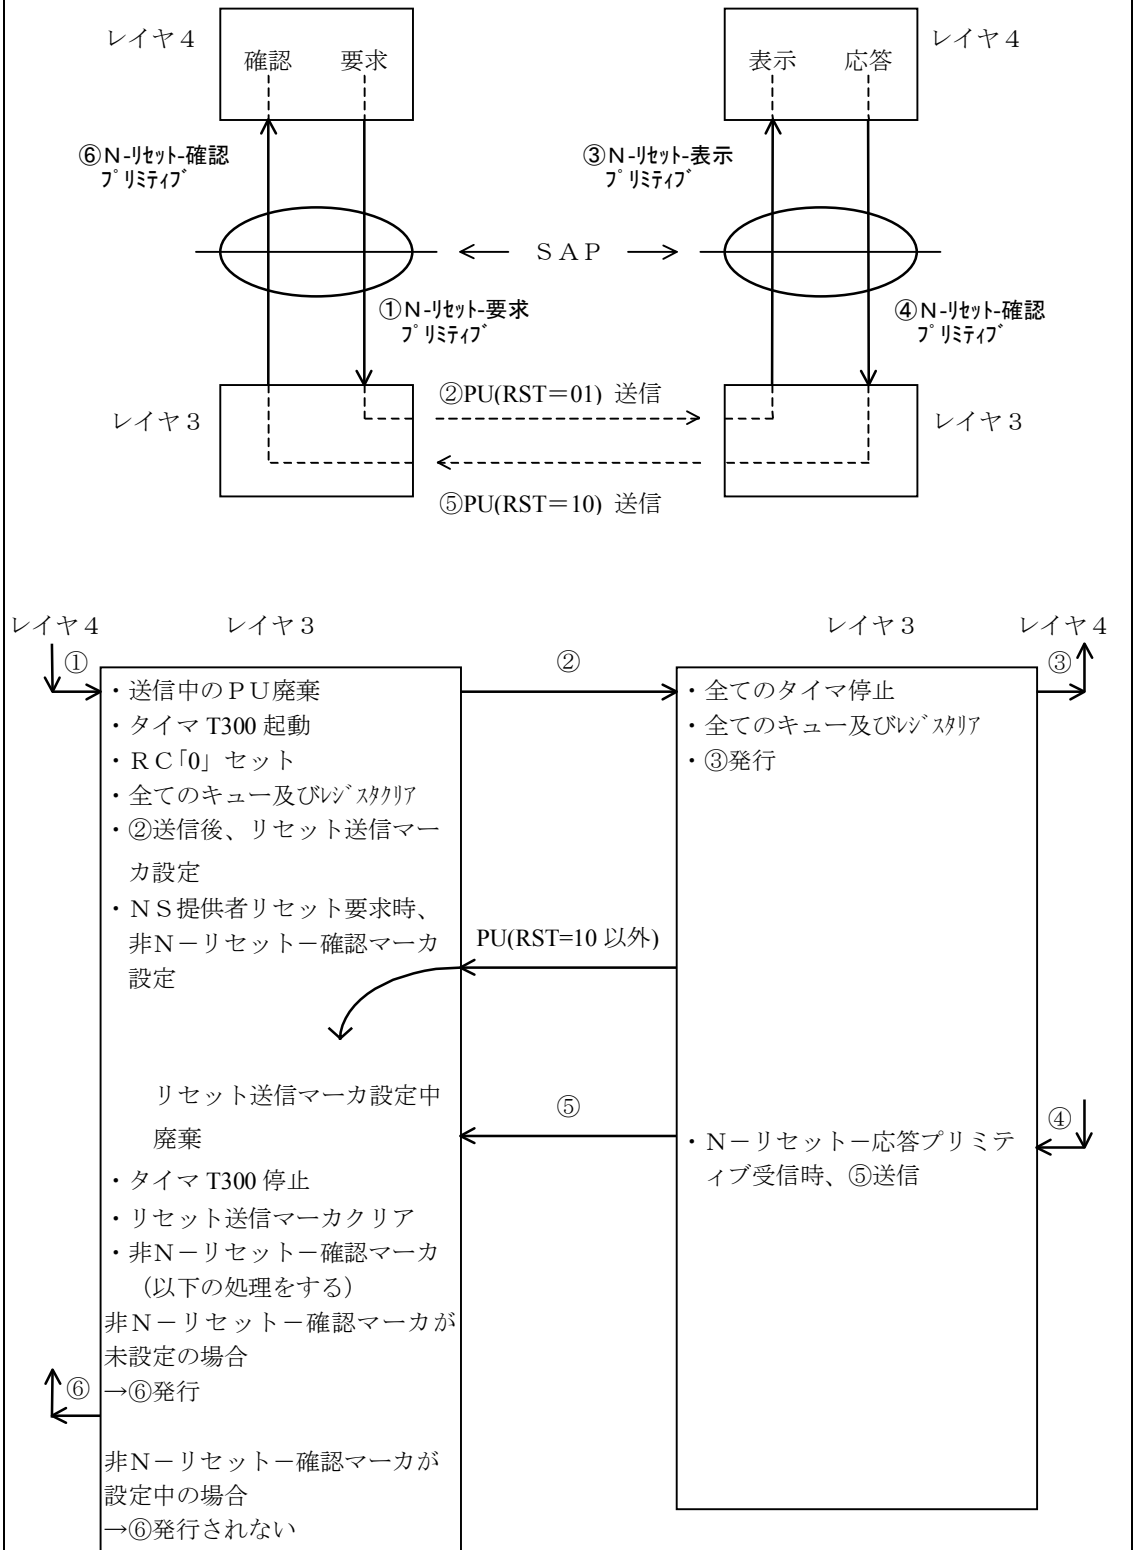 レイヤ４
確認 要求
表示 応答
レイヤ４
⑥Ｎ-ﾘｾｯﾄ-確認
ﾌﾟﾘﾐﾃｨﾌﾞ
③Ｎ-ﾘｾｯﾄ-表示
ﾌﾟﾘﾐﾃｨﾌﾞ
ＳＡＰ
①Ｎ-ﾘｾｯﾄ-要求
ﾌﾟﾘﾐﾃｨﾌﾞ
④Ｎ-ﾘｾｯﾄ-確認
ﾌﾟﾘﾐﾃｨﾌﾞ
レイヤ３
②PU(RST＝01) 送信
⑤PU(RST＝10) 送信
レイヤ３
レイヤ４ レイヤ３ レイヤ３ レイヤ４
① ② ③
・送信中のＰＵ廃棄
・タイマ T300 起動
・ＲＣ「0」セット
・全てのキュー及びﾚｼﾞｽﾀｸﾘｱ
・②送信後、リセット送信マー
カ設定
・ＮＳ提供者リセット要求時、
非Ｎ－リセット－確認マーカ
設定
・全てのタイマ停止
・全てのキュー及びﾚｼﾞｽﾀﾘｱ
・③発行
PU(RST=10 以外)
リセット送信マーカ設定中
廃棄
⑤
④
・Ｎ－リセット－応答プリミテ
ィブ受信時、⑤送信
・タイマ T300 停止
・リセット送信マーカクリア
・非Ｎ－リセット－確認マーカ
（以下の処理をする）
非Ｎ－リセット－確認マーカが
未設定の場合
→⑥発行
⑥
非Ｎ－リセット－確認マーカが
設定中の場合
→⑥発行されない